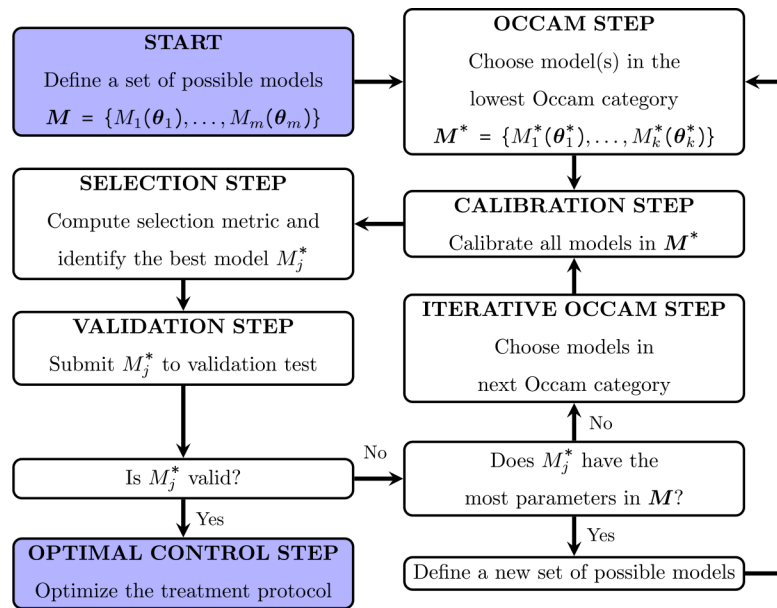 START
Define a set of possible models
M = {M₁(θ₁), . . . , Mₘ(θₘ)}
OCCAM STEP
Choose model(s) in the
lowest Occam category
M* = {M₁*(θ₁*), . . . , Mₖ*(θₖ*)}
SELECTION STEP
Compute selection metric and
identify the best model Mⱼ*
CALIBRATION STEP
Calibrate all models in M*
VALIDATION STEP
Submit Mⱼ* to validation test
ITERATIVE OCCAM STEP
Choose models in
next Occam category
No
Is Mⱼ* valid?
No
Does Mⱼ* have the
most parameters in M?
Yes
Yes
OPTIMAL CONTROL STEP
Optimize the treatment protocol
Define a new set of possible models